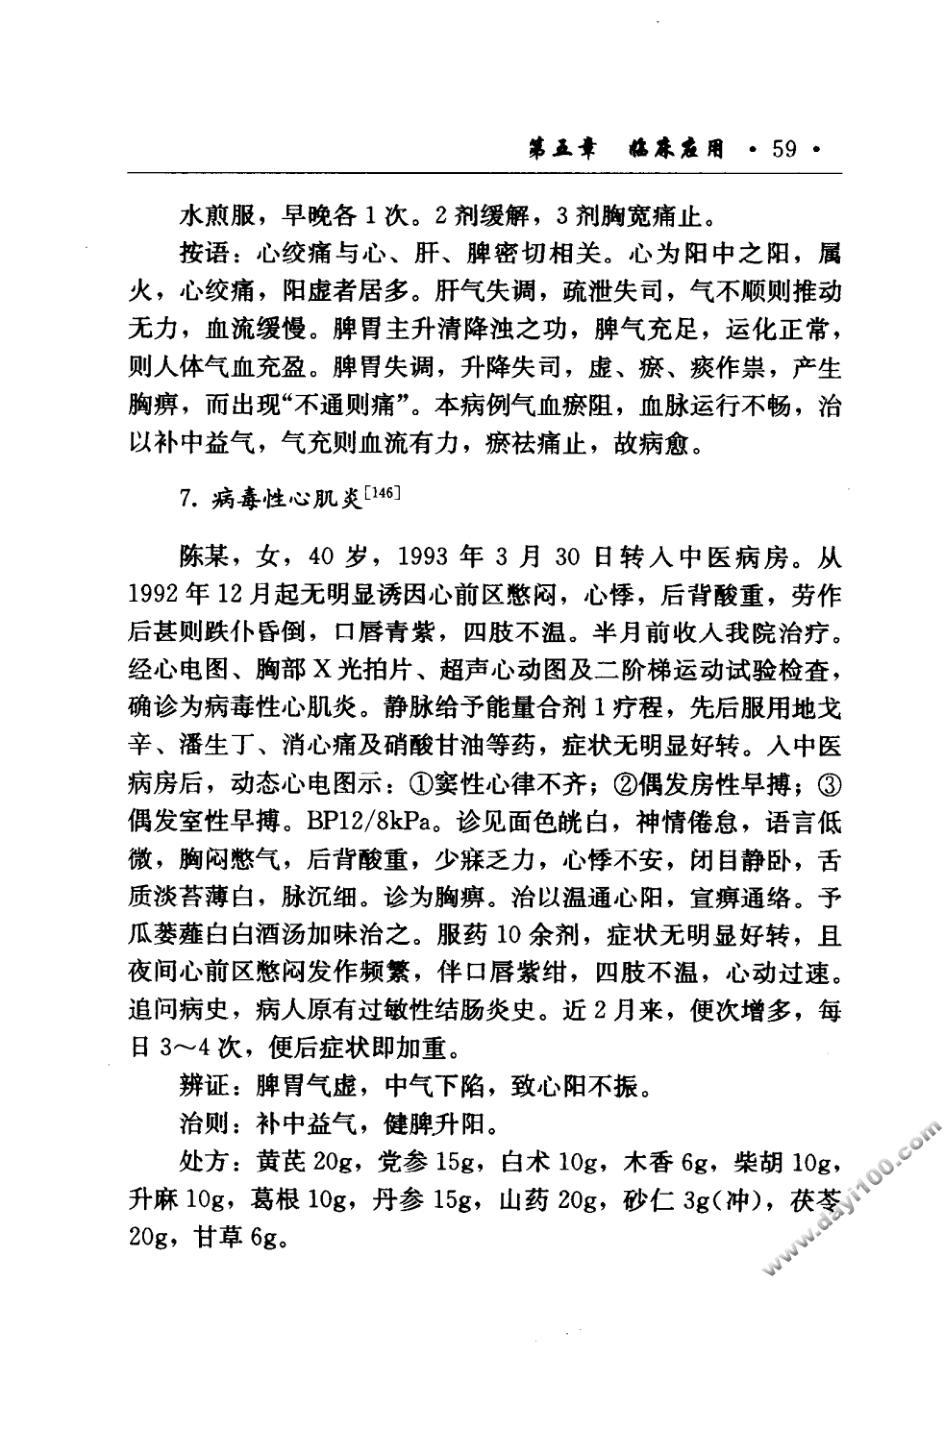 第五章 临床应用 · 59 ·
水煎服，早晚各 1 次。2 剂缓解，3 剂胸宽痛止。
按语：心绞痛与心、肝、脾密切相关。心为阳中之阳，属
火，心绞痛，阳虚者居多。肝气失调，疏泄失司，气不顺则推动
无力，血流缓慢。脾胃主升清降浊之功，脾气充足，运化正常，
则人体气血充盈。脾胃失调，升降失司，虚、瘀、痰作祟，产生
胸痹，而出现“不通则痛”。本病例气血瘀阻，血脉运行不畅，治
以补中益气，气充则血流有力，瘀祛痛止，故病愈。
7. 病毒性心肌炎[146]
陈某，女，40 岁，1993 年 3 月 30 日转入中医病房。从
1992 年 12 月起无明显诱因心前区憋闷，心悸，后背酸重，劳作
后甚则跌仆昏倒，口唇青紫，四肢不温。半月前收入我院治疗。
经心电图、胸部 X 光拍片、超声心动图及二阶梯运动试验检查，
确诊为病毒性心肌炎。静脉给予能量合剂 1 疗程，先后服用地戈
辛、潘生丁、消心痛及硝酸甘油等药，症状无明显好转。入中医
病房后，动态心电图示：①窦性心律不齐；②偶发房性早搏；③
偶发室性早搏。BP12/8kPa。诊见面色㿠白，神情倦怠，语言低
微，胸闷憋气，后背酸重，少寐乏力，心悸不安，闭目静卧，舌
质淡苔薄白，脉沉细。诊为胸痹。治以温通心阳，宣痹通络。予
瓜蒌薤白白酒汤加味治之。服药 10 余剂，症状无明显好转，且
夜间心前区憋闷发作频繁，伴口唇紫绀，四肢不温，心动过速。
追问病史，病人原有过敏性结肠炎史。近 2 月来，便次增多，每
日 3～4 次，便后症状即加重。
辨证：脾胃气虚，中气下陷，致心阳不振。
治则：补中益气，健脾升阳。
处方：黄芪 20g，党参 15g，白术 10g，木香 6g，柴胡 10g，
升麻 10g，葛根 10g，丹参 15g，山药 20g，砂仁 3g(冲)，茯苓
20g，甘草 6g。
www.dayi100.com